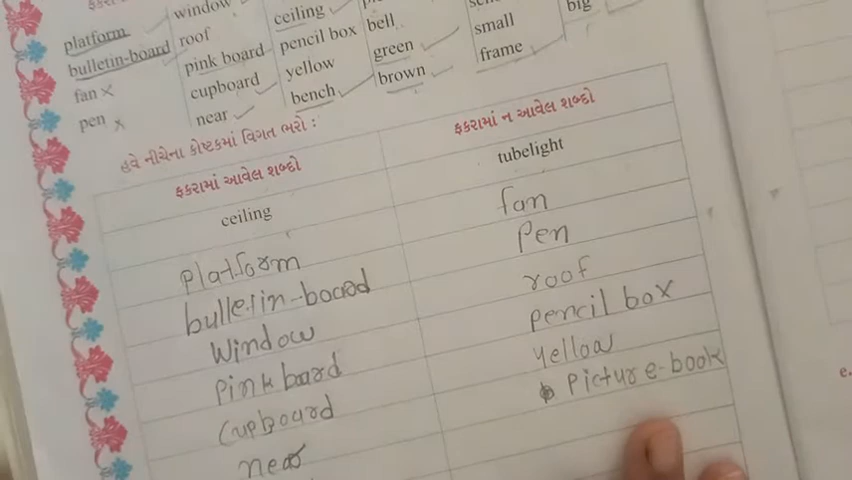 window ceiling
platform roof bell small big
bulletin-board pink board pencil box green frame
fan × cupboard yellow brown
pen × near bench
હવે નીચેના કોષ્ટકમાં વિગત ભરો :
ફકરામાં આવેલ શબ્દો ફકરામાં ન આવેલ શબ્દો
ceiling tubelight
platform fan
bulletin-boead pen
window roof
pink board pencil box
cupboard yellow
near picture-book
e.